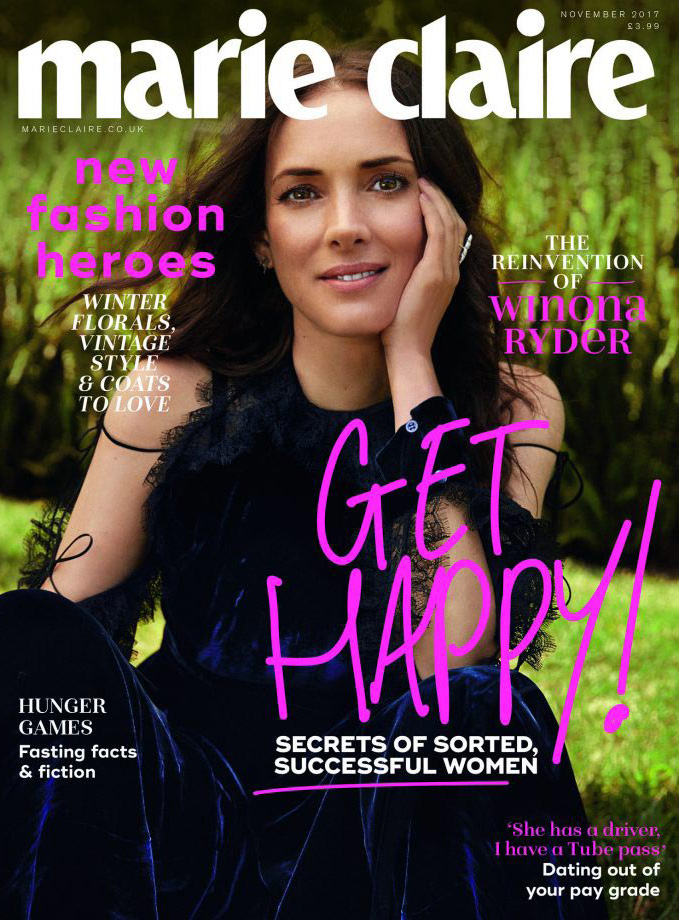 NOVEMBER 2017
£3.99
marie claire
MARIECLAIRE.CO.UK
new
fashion
heroes
WINTER
FLORALS,
VINTAGE
STYLE
& COATS
TO LOVE
THE
REINVENTION
OF
winona
RYDER
GET
HAPPY!
SECRETS OF SORTED,
SUCCESSFUL WOMEN
HUNGER
GAMES
Fasting facts
& fiction
‘She has a driver,
I have a Tube pass’
Dating out of
your pay grade